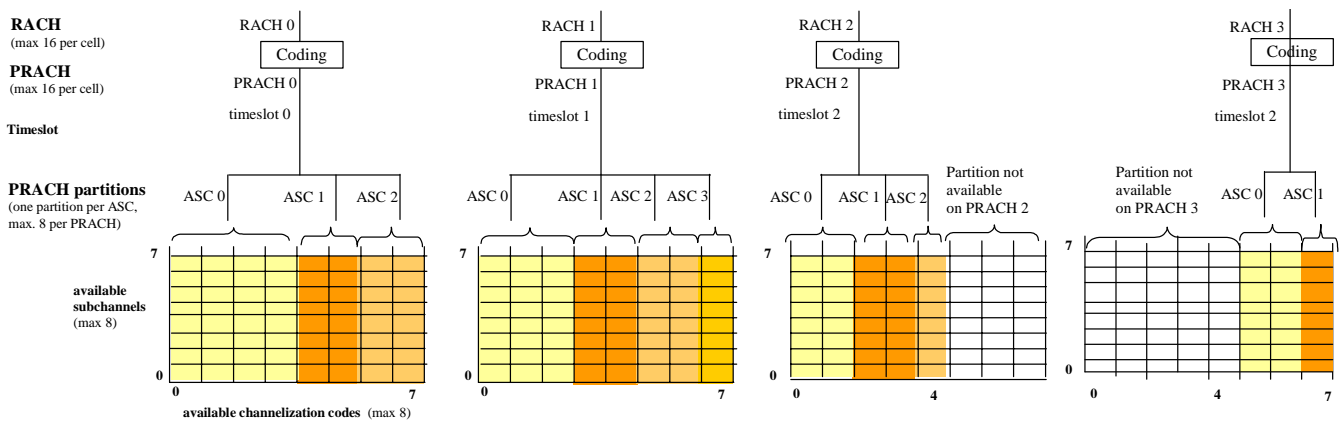 RACH
(max 16 per cell)
PRACH
(max 16 per cell)
Timeslot
PRACH partitions
(one partition per ASC,
max. 8 per PRACH)
available
subchannels
(max 8)
RACH 0
Coding
PRACH 0
timeslot 0
ASC 0
ASC 1
ASC 2
7
0
0
7
available channelization codes (max 8)
RACH 1
Coding
PRACH 1
timeslot 1
ASC 0
ASC 1
ASC 2
ASC 3
7
0
0
7
RACH 2
Coding
PRACH 2
timeslot 2
ASC 0
ASC 1
ASC 2
Partition not
available
on PRACH 2
7
0
0
4
RACH 3
Coding
PRACH 3
timeslot 2
Partition not
available
on PRACH 3
ASC 0
ASC 1
7
0
0
4
7